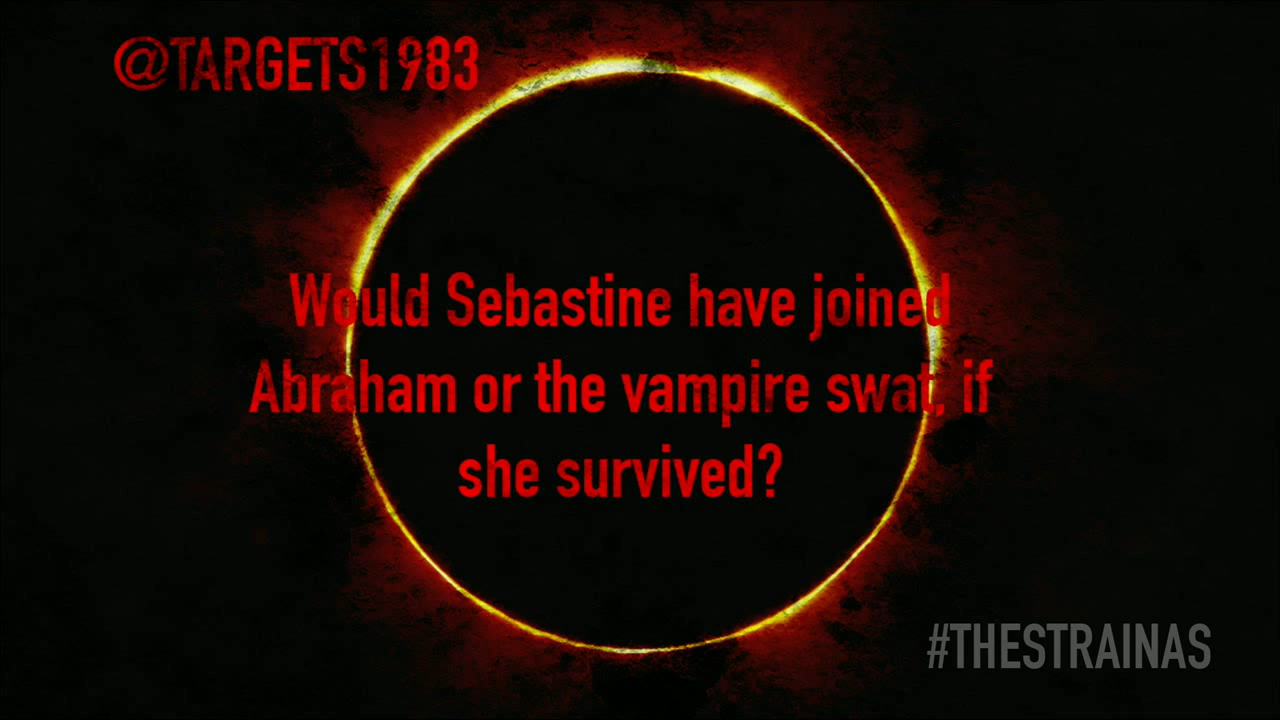 @TARGETS1983
Would Sebastine have joined
Abraham or the vampire swat, if
she survived?
#THESTRAINAS